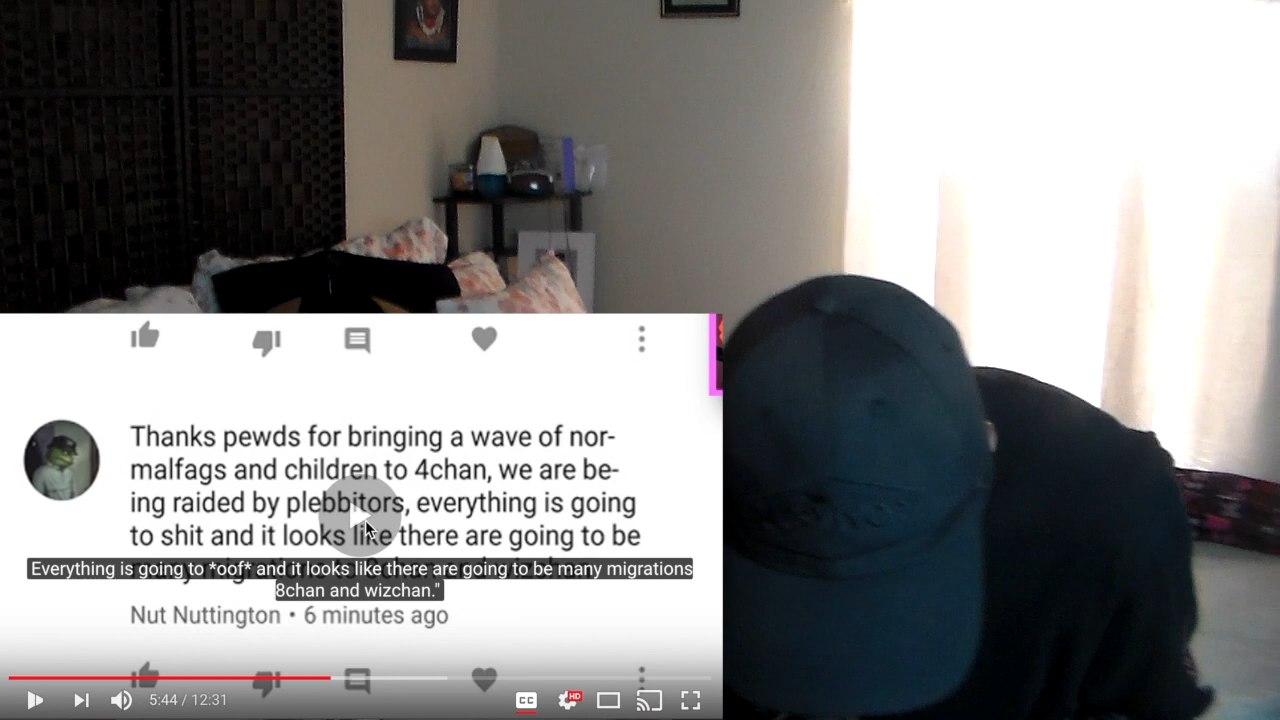 Thanks pewds for bringing a wave of nor-
malfags and children to 4chan, we are be-
ing raided by plebbitors, everything is going
to shit and it looks like there are going to be
Everything is going to *oof* and it looks like there are going to be many migrations
8chan and wizchan."
Nut Nuttington • 6 minutes ago
5:44 / 12:31
CC
HD